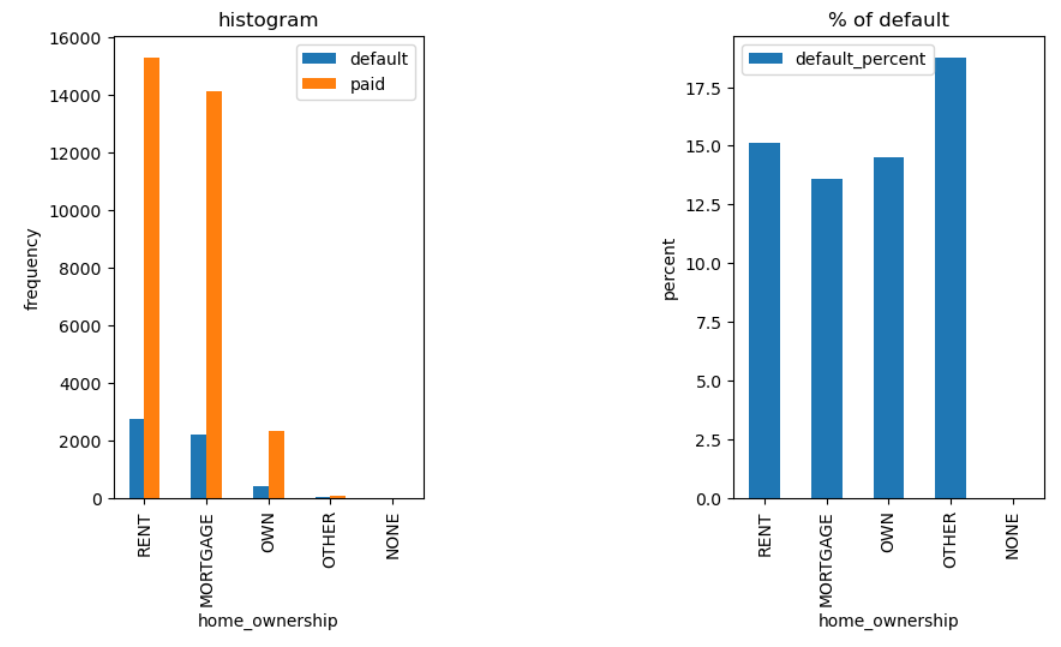 histogram
16000
14000
12000
10000
8000
6000
4000
2000
0
frequency
default
paid
RENT
MORTGAGE
OWN
OTHER
NONE
home_ownership
% of default
17.5
15.0
12.5
10.0
7.5
5.0
2.5
0.0
percent
default_percent
RENT
MORTGAGE
OWN
OTHER
NONE
home_ownership